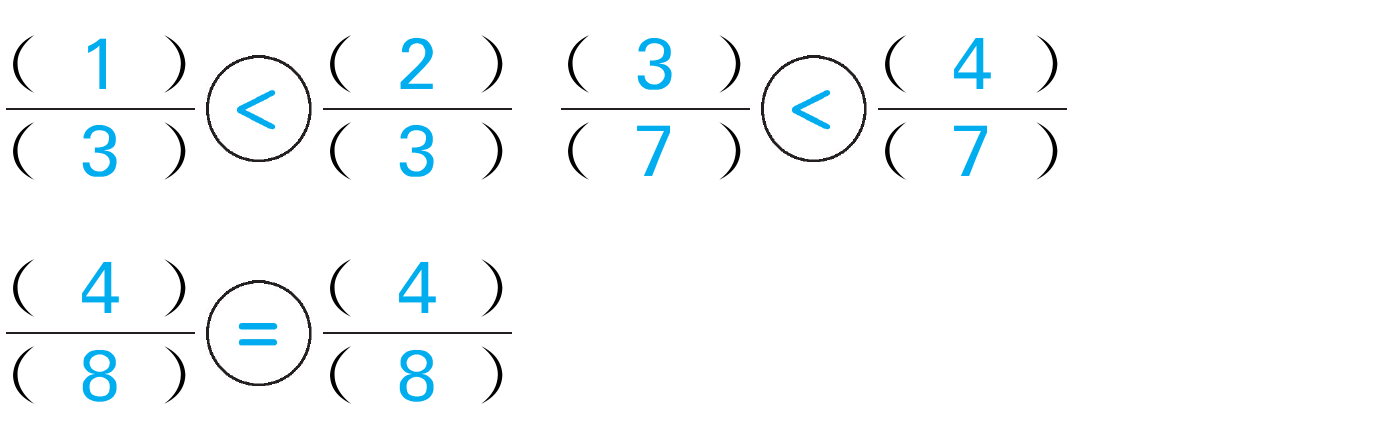 ( 1 )/( 3 ) < ( 2 )/( 3 )  ( 3 )/( 7 ) < ( 4 )/( 7 )
( 4 )/( 8 ) = ( 4 )/( 8 )